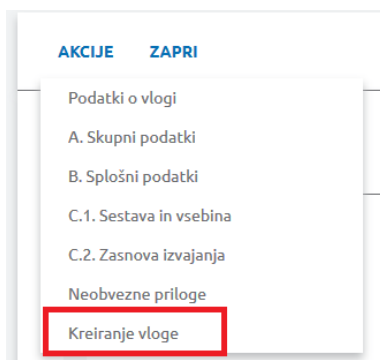 AKCIJE ZAPRI
Podatki o vlogi
A. Skupni podatki
B. Splošni podatki
C.1. Sestava in vsebina
C.2. Zasnova izvajanja
Neobvezne priloge
Kreiranje vloge